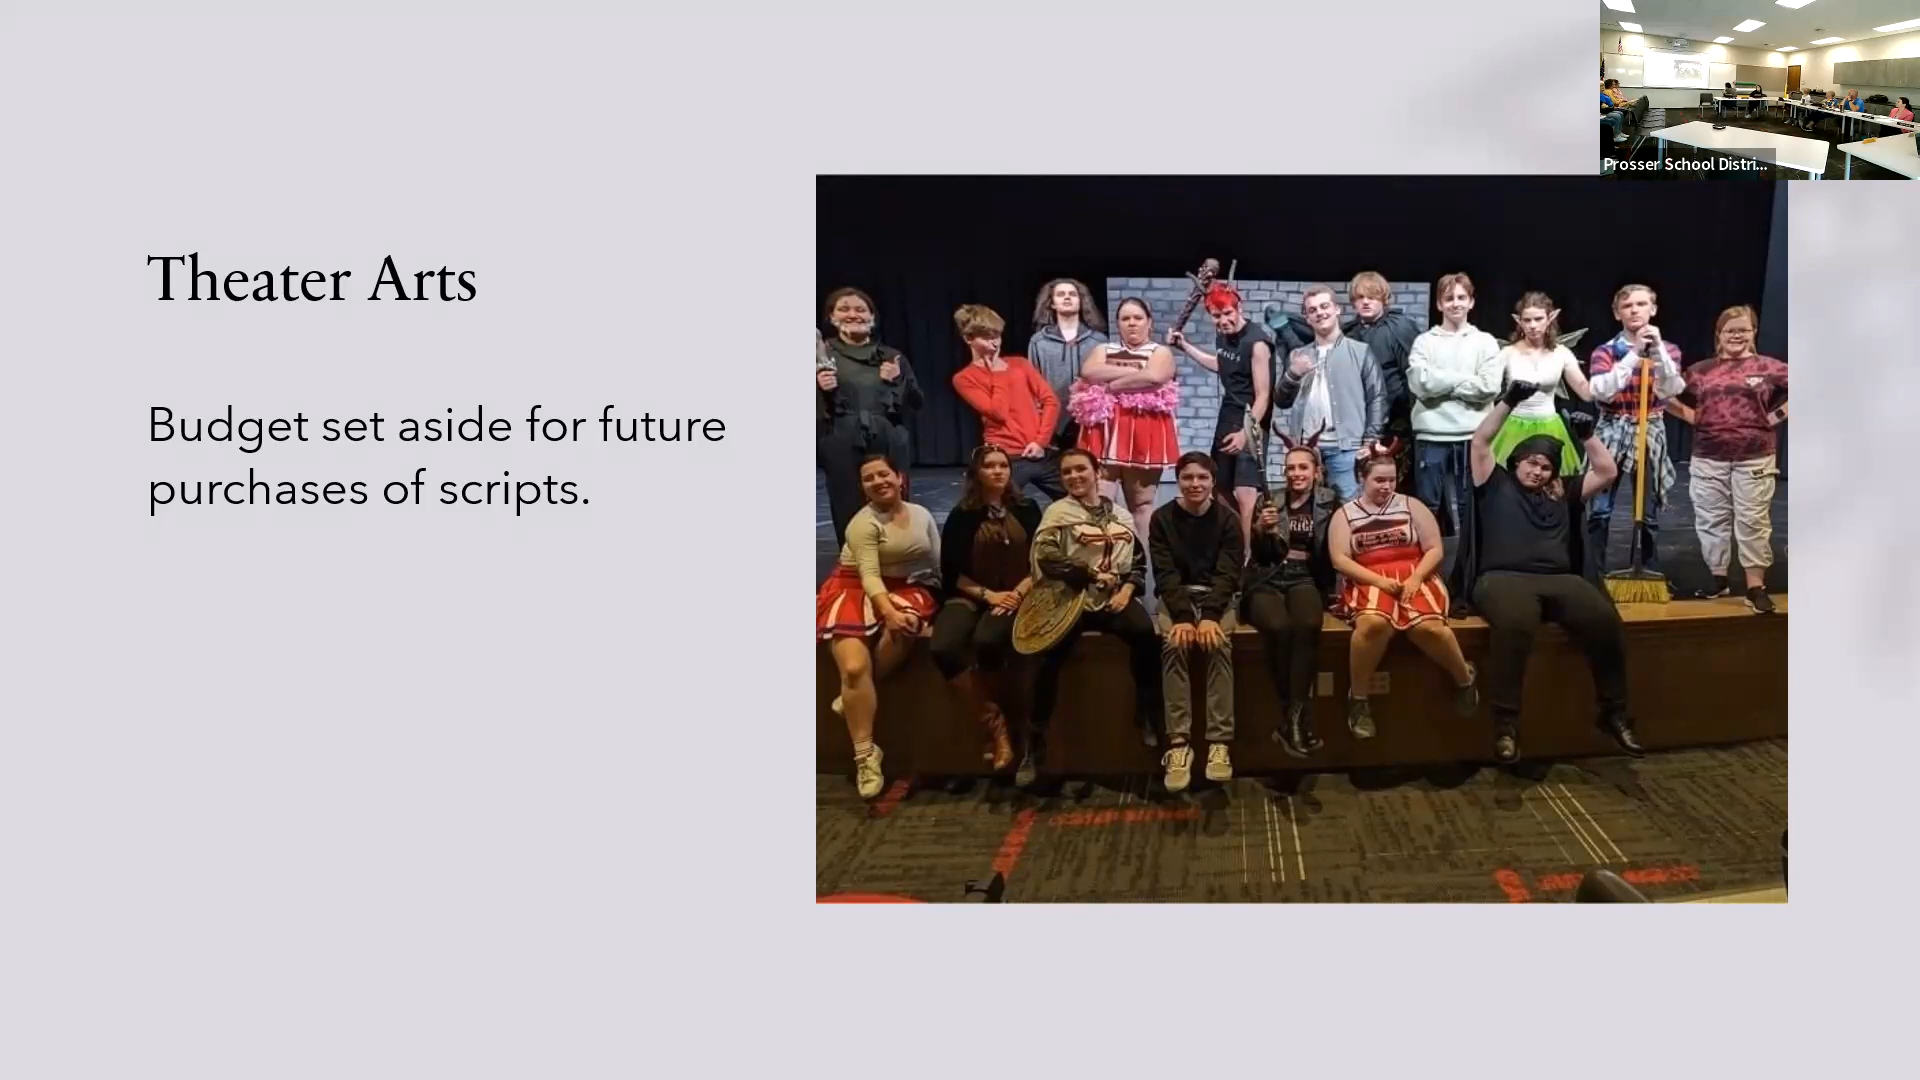 Prosser School Distri...
Theater Arts
Budget set aside for future
purchases of scripts.